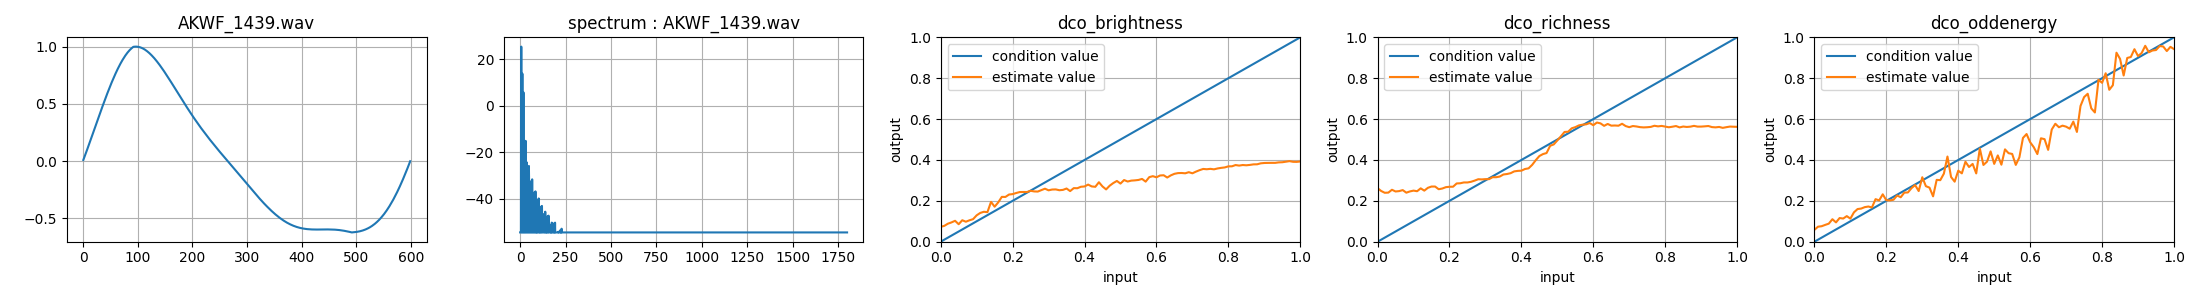 AKWF_1439.wav
1.0
0.5
0.0
−0.5
0 100 200 300 400 500 600
spectrum : AKWF_1439.wav
20
0
−20
−40
0 250 500 750 1000 1250 1500 1750
dco_brightness
condition value
estimate value
output
1.0
0.8
0.6
0.4
0.2
0.0
0.0 0.2 0.4 0.6 0.8 1.0
input
dco_richness
condition value
estimate value
output
1.0
0.8
0.6
0.4
0.2
0.0
0.0 0.2 0.4 0.6 0.8 1.0
input
dco_oddenergy
condition value
estimate value
output
1.0
0.8
0.6
0.4
0.2
0.0
0.0 0.2 0.4 0.6 0.8 1.0
input